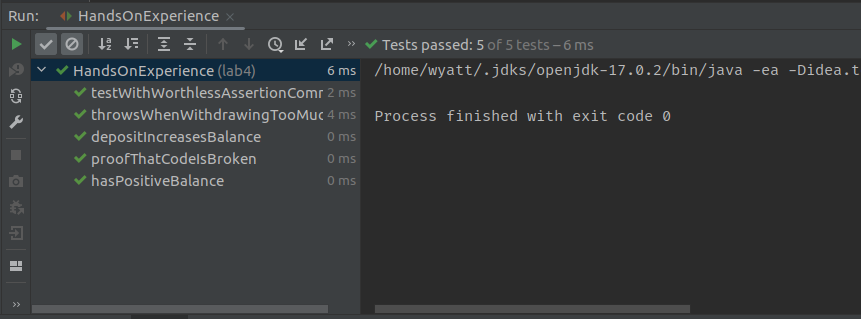 Run: HandsOnExperience ×
» Tests passed: 5 of 5 tests – 6 ms
HandsOnExperience (lab4) 6 ms
testWithWorthlessAssertionComr 2 ms
throwsWhenWithdrawingTooMuc 4 ms
depositIncreasesBalance 0 ms
proofThatCodeIsBroken 0 ms
hasPositiveBalance 0 ms
/home/wyatt/.jdks/openjdk-17.0.2/bin/java -ea -Didea.t
Process finished with exit code 0
»